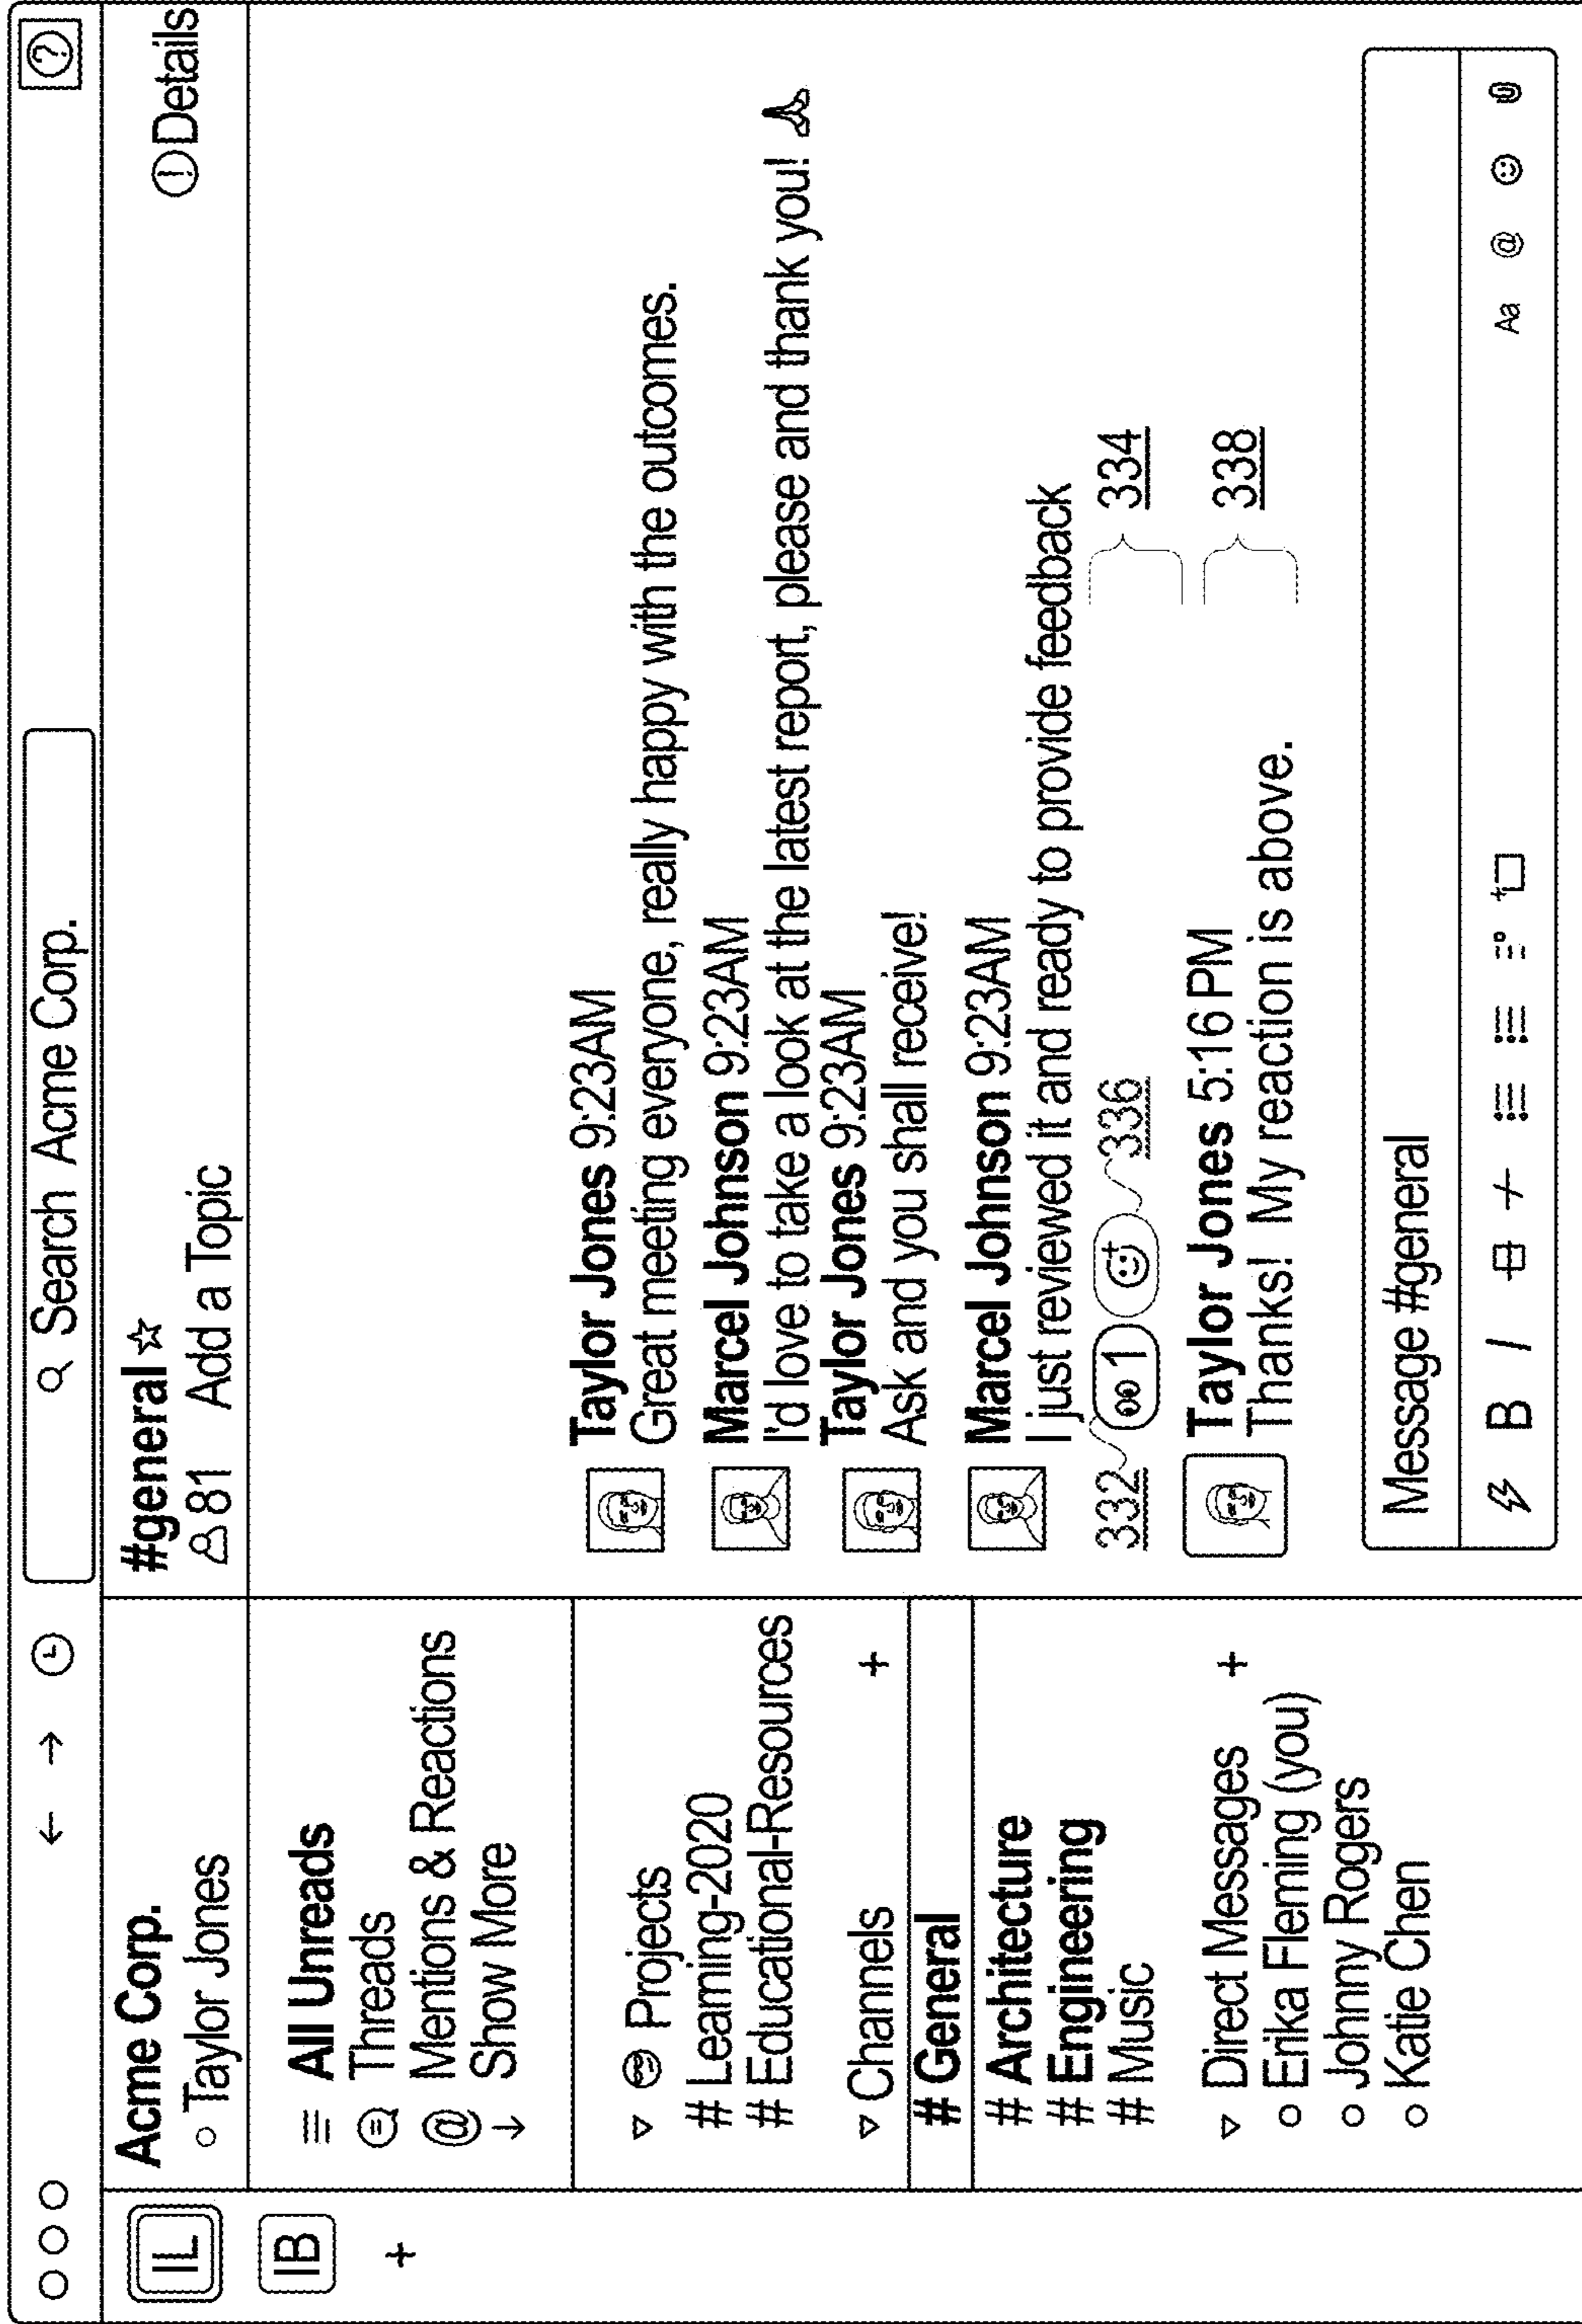 Search Acme Corp.
?
IL
IB
+
Acme Corp.
Taylor Jones
All Unreads
Threads
@ Mentions & Reactions
Show More
Projects
# Learning-2020
# Educational-Resources
Channels +
# General
# Architecture
# Engineering
# Music
Direct Messages +
Erika Fleming (you)
Johnny Rogers
Katie Chen
#general
81 Add a Topic
Details
Taylor Jones 9:23AM
Great meeting everyone, really happy with the outcomes.
Marcel Johnson 9:23AM
I'd love to take a look at the latest report, please and thank you!
Taylor Jones 9:23AM
Ask and you shall receive!
Marcel Johnson 9:23AM
I just reviewed it and ready to provide feedback
332 1 336 334
Taylor Jones 5:16 PM
Thanks! My reaction is above.
338
Message #general
B I Aa @